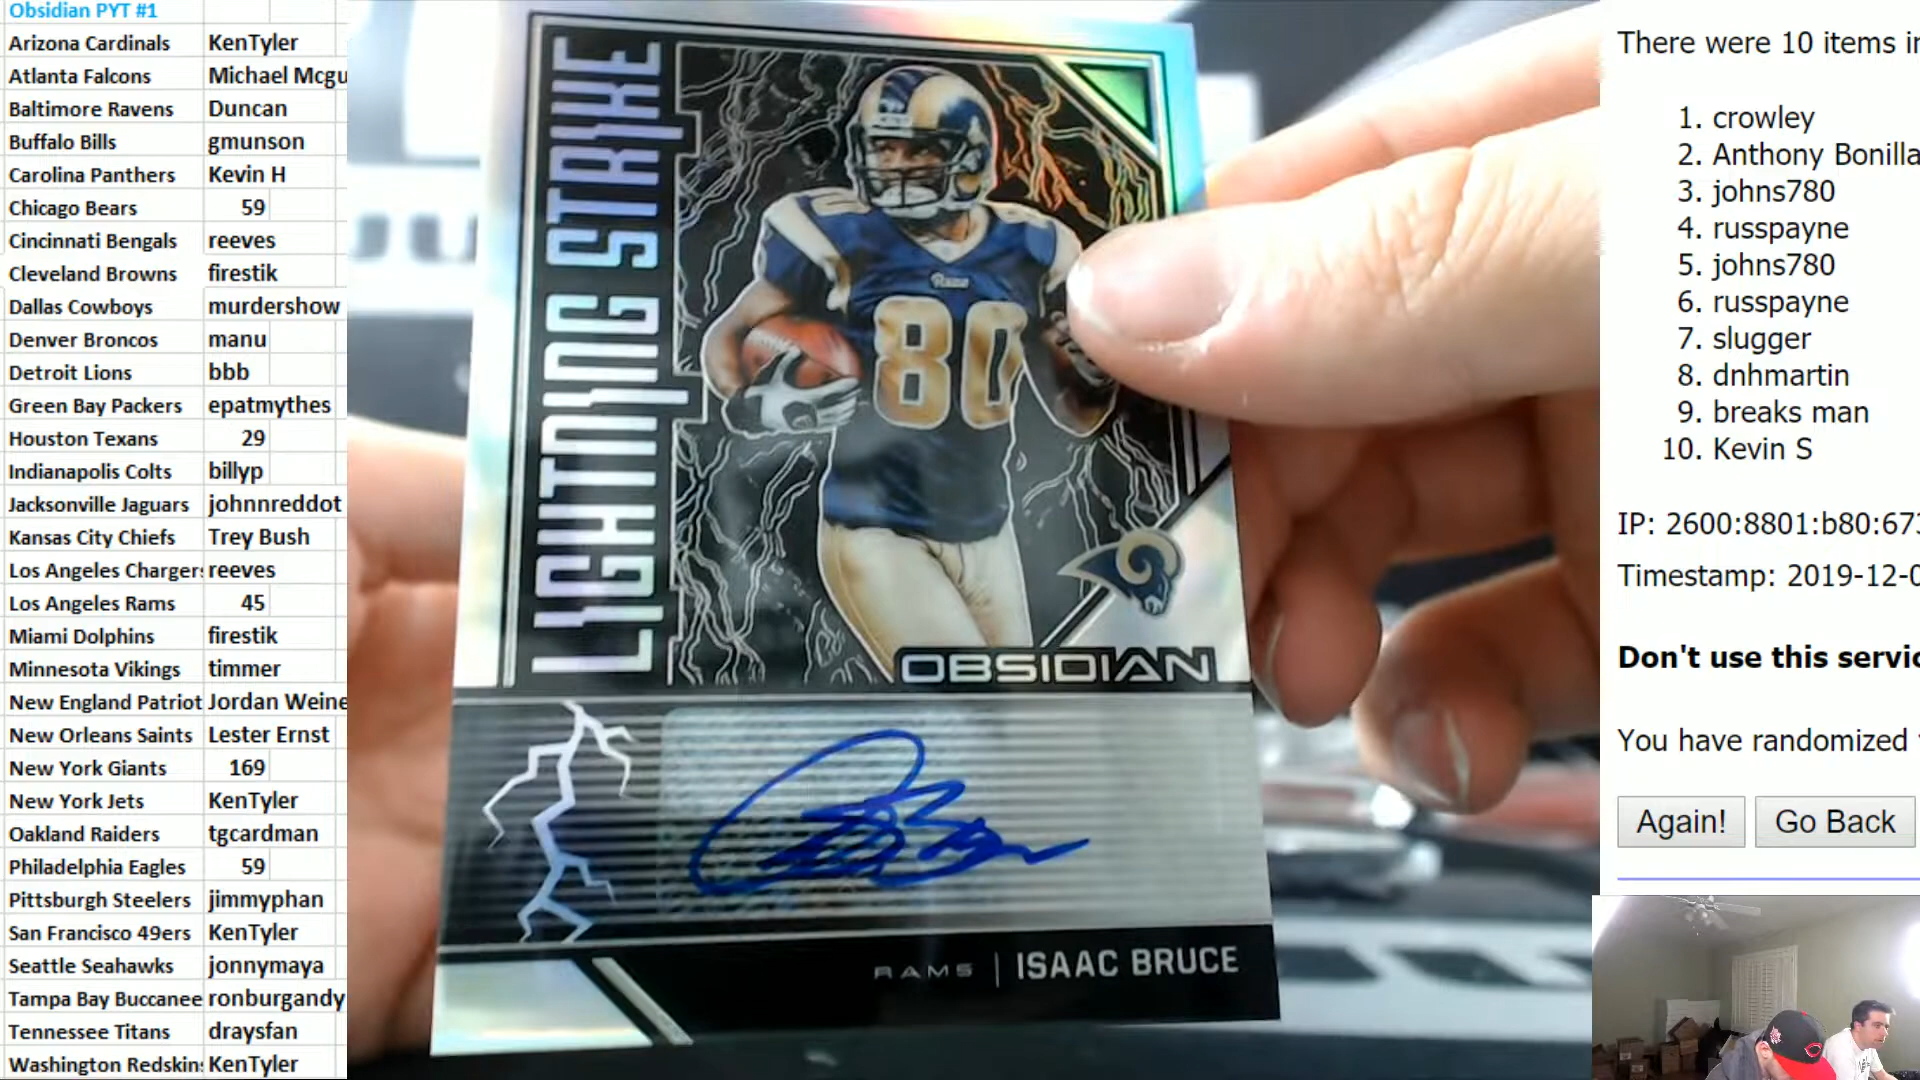 Obsidian PYT #1
Arizona Cardinals KenTyler
Atlanta Falcons Michael Mcgu
Baltimore Ravens Duncan
Buffalo Bills gmunson
Carolina Panthers Kevin H
Chicago Bears 59
Cincinnati Bengals reeves
Cleveland Browns firestik
Dallas Cowboys murdershow
Denver Broncos manu
Detroit Lions bbb
Green Bay Packers epatmythes
Houston Texans 29
Indianapolis Colts billyp
Jacksonville Jaguars johnnreddot
Kansas City Chiefs Trey Bush
Los Angeles Chargers reeves
Los Angeles Rams 45
Miami Dolphins firestik
Minnesota Vikings timmer
New England Patriot Jordan Weine
New Orleans Saints Lester Ernst
New York Giants 169
New York Jets KenTyler
Oakland Raiders tgcardman
Philadelphia Eagles 59
Pittsburgh Steelers jimmyphan
San Francisco 49ers KenTyler
Seattle Seahawks jonnymaya
Tampa Bay Buccanee ronburgandy
Tennessee Titans draysfan
Washington Redskins KenTyler
LIGHTNING STRIKE
Rams
80
OBSIDIAN
RAMS | ISAAC BRUCE
There were 10 items in
1. crowley
2. Anthony Bonilla
3. johns780
4. russpayne
5. johns780
6. russpayne
7. slugger
8. dnhmartin
9. breaks man
10. Kevin S
IP: 2600:8801:b80:673
Timestamp: 2019-12-0
Don't use this servic
You have randomized
Again! Go Back